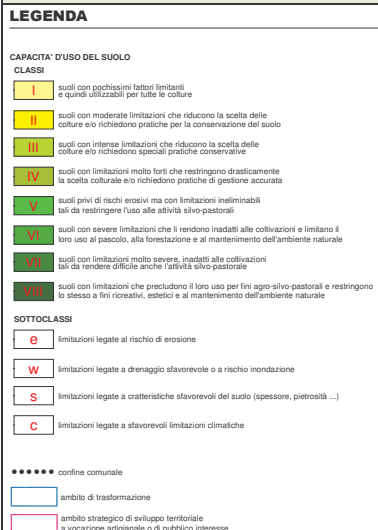 LEGENDA
CAPACITA' D'USO DEL SUOLO
CLASSI
I
suoli con pochissimi fattori limitanti
e quindi utilizzabili per tutte le colture
II
suoli con moderate limitazioni che riducono la scelta delle
colture e/o richiedono pratiche per la conservazione del suolo
III
suoli con intense limitazioni che riducono la scelta delle
colture e/o richiedono speciali pratiche conservative
IV
suoli con limitazioni molto forti che restringono drasticamente
la scelta colturale e/o richiedono pratiche di gestione accurata
V
suoli privi di rischi erosivi ma con limitazioni ineliminabili
tali da restringere l'uso alle attività silvo-pastorali
VI
suoli con severe limitazioni che li rendono inadatti alle coltivazioni e limitano il
loro uso al pascolo, alla forestazione e al mantenimento dell'ambiente naturale
VII
suoli con limitazioni molto severe, inadatti alle coltivazioni
tali da rendere difficile anche l'attività silvo-pastorale
VIII
suoli con limitazioni che precludono il loro uso per fini agro-silvo-pastorali e restringono
lo stesso a fini ricreativi, estetici e al mantenimento dell'ambiente naturale
SOTTOCLASSI
e
limitazioni legate al rischio di erosione
w
limitazioni legate a drenaggio sfavorevole o a rischio inondazione
s
limitazioni legate a cratteristiche sfavorevoli del suolo (spessore, pietrosità ...)
c
limitazioni legate a sfavorevoli limitazioni climatiche
confine comunale
ambito di trasformazione
ambito strategico di sviluppo territoriale
a vocazione artigianale o di pubblico interesse